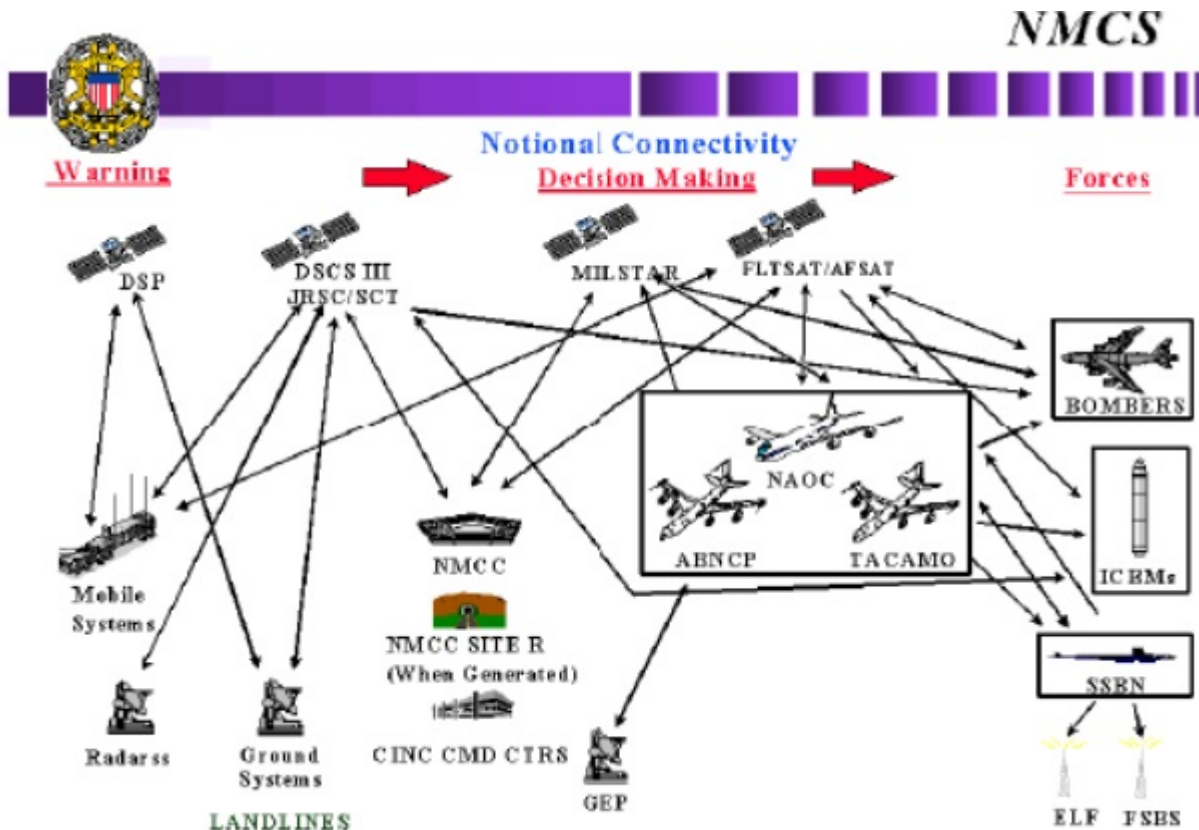 NMCS
Notional Connectivity
Warning
Decision Making
Forces
DSP
DSCS III
JRSC/SCT
MILSTAR
FLTSAT/AFSAT
BOMBERS
NAOC
ABNCP
TACAMO
NMCC
ICBMs
Mobile
Systems
NMCC SITE R
(When Generated)
SSBN
Radarss
Ground
Systems
CINC CMD CTRS
GEP
ELF
FSBS
LANDLINES